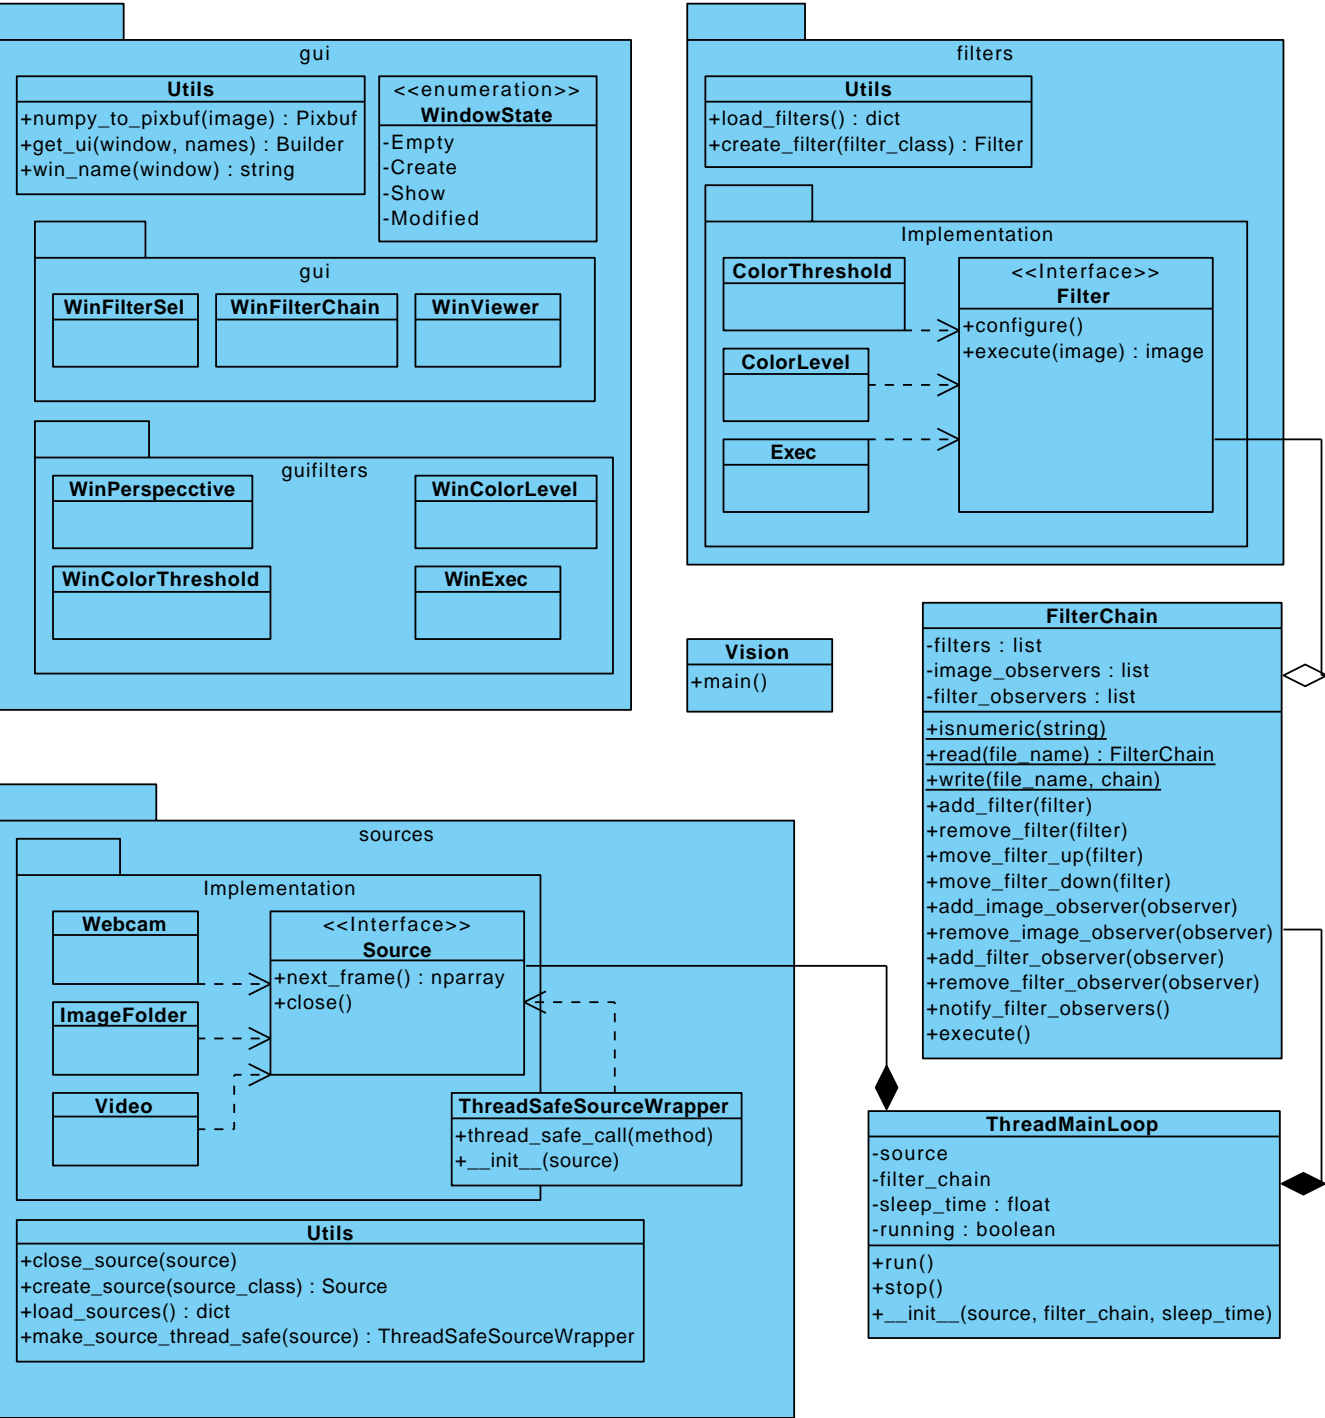 gui
Utils
+numpy_to_pixbuf(image) : Pixbuf
+get_ui(window, names) : Builder
+win_name(window) : string
<<enumeration>>
WindowState
-Empty
-Create
-Show
-Modified
gui
WinFilterSel
WinFilterChain
WinViewer
guifilters
WinPerspecctive
WinColorLevel
WinColorThreshold
WinExec
filters
Utils
+load_filters() : dict
+create_filter(filter_class) : Filter
Implementation
ColorThreshold
ColorLevel
Exec
<<Interface>>
Filter
+configure()
+execute(image) : image
Vision
+main()
FilterChain
-filters : list
-image_observers : list
-filter_observers : list
+isnumeric(string)
+read(file_name) : FilterChain
+write(file_name, chain)
+add_filter(filter)
+remove_filter(filter)
+move_filter_up(filter)
+move_filter_down(filter)
+add_image_observer(observer)
+remove_image_observer(observer)
+add_filter_observer(observer)
+remove_filter_observer(observer)
+notify_filter_observers()
+execute()
sources
Implementation
Webcam
ImageFolder
Video
<<Interface>>
Source
+next_frame() : nparray
+close()
ThreadSafeSourceWrapper
+thread_safe_call(method)
+__init__(source)
Utils
+close_source(source)
+create_source(source_class) : Source
+load_sources() : dict
+make_source_thread_safe(source) : ThreadSafeSourceWrapper
ThreadMainLoop
-source
-filter_chain
-sleep_time : float
-running : boolean
+run()
+stop()
+__init__(source, filter_chain, sleep_time)